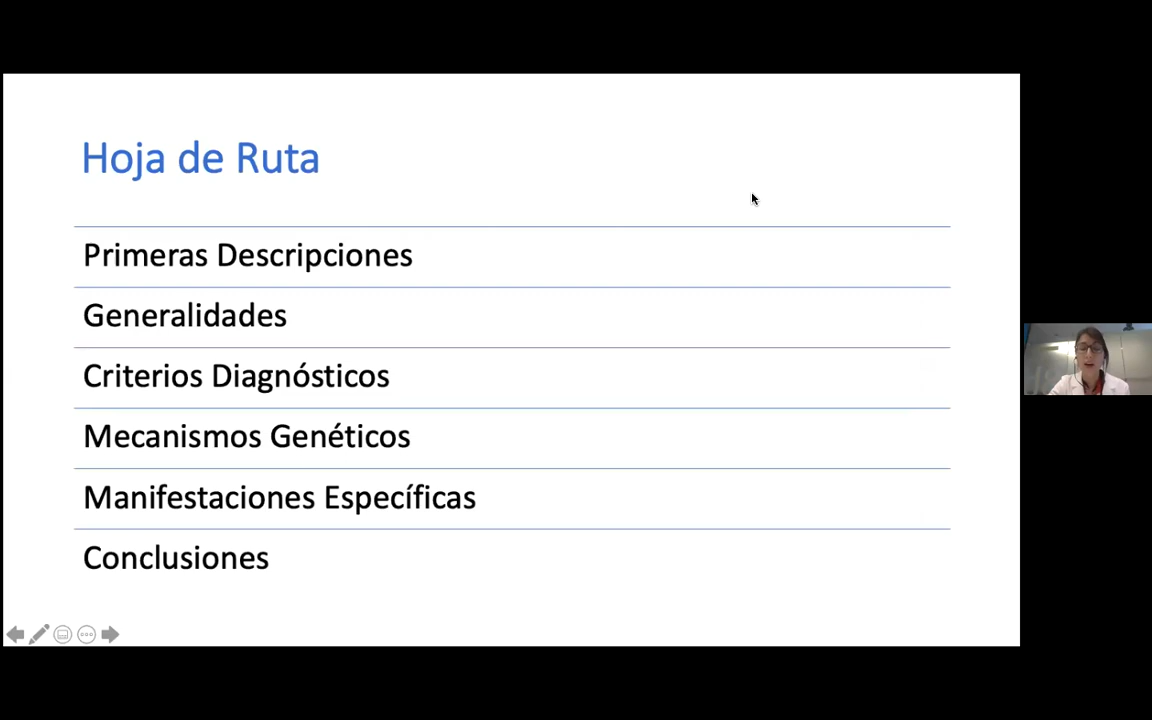 Hoja de Ruta
Primeras Descripciones
Generalidades
Criterios Diagnósticos
Mecanismos Genéticos
Manifestaciones Específicas
Conclusiones